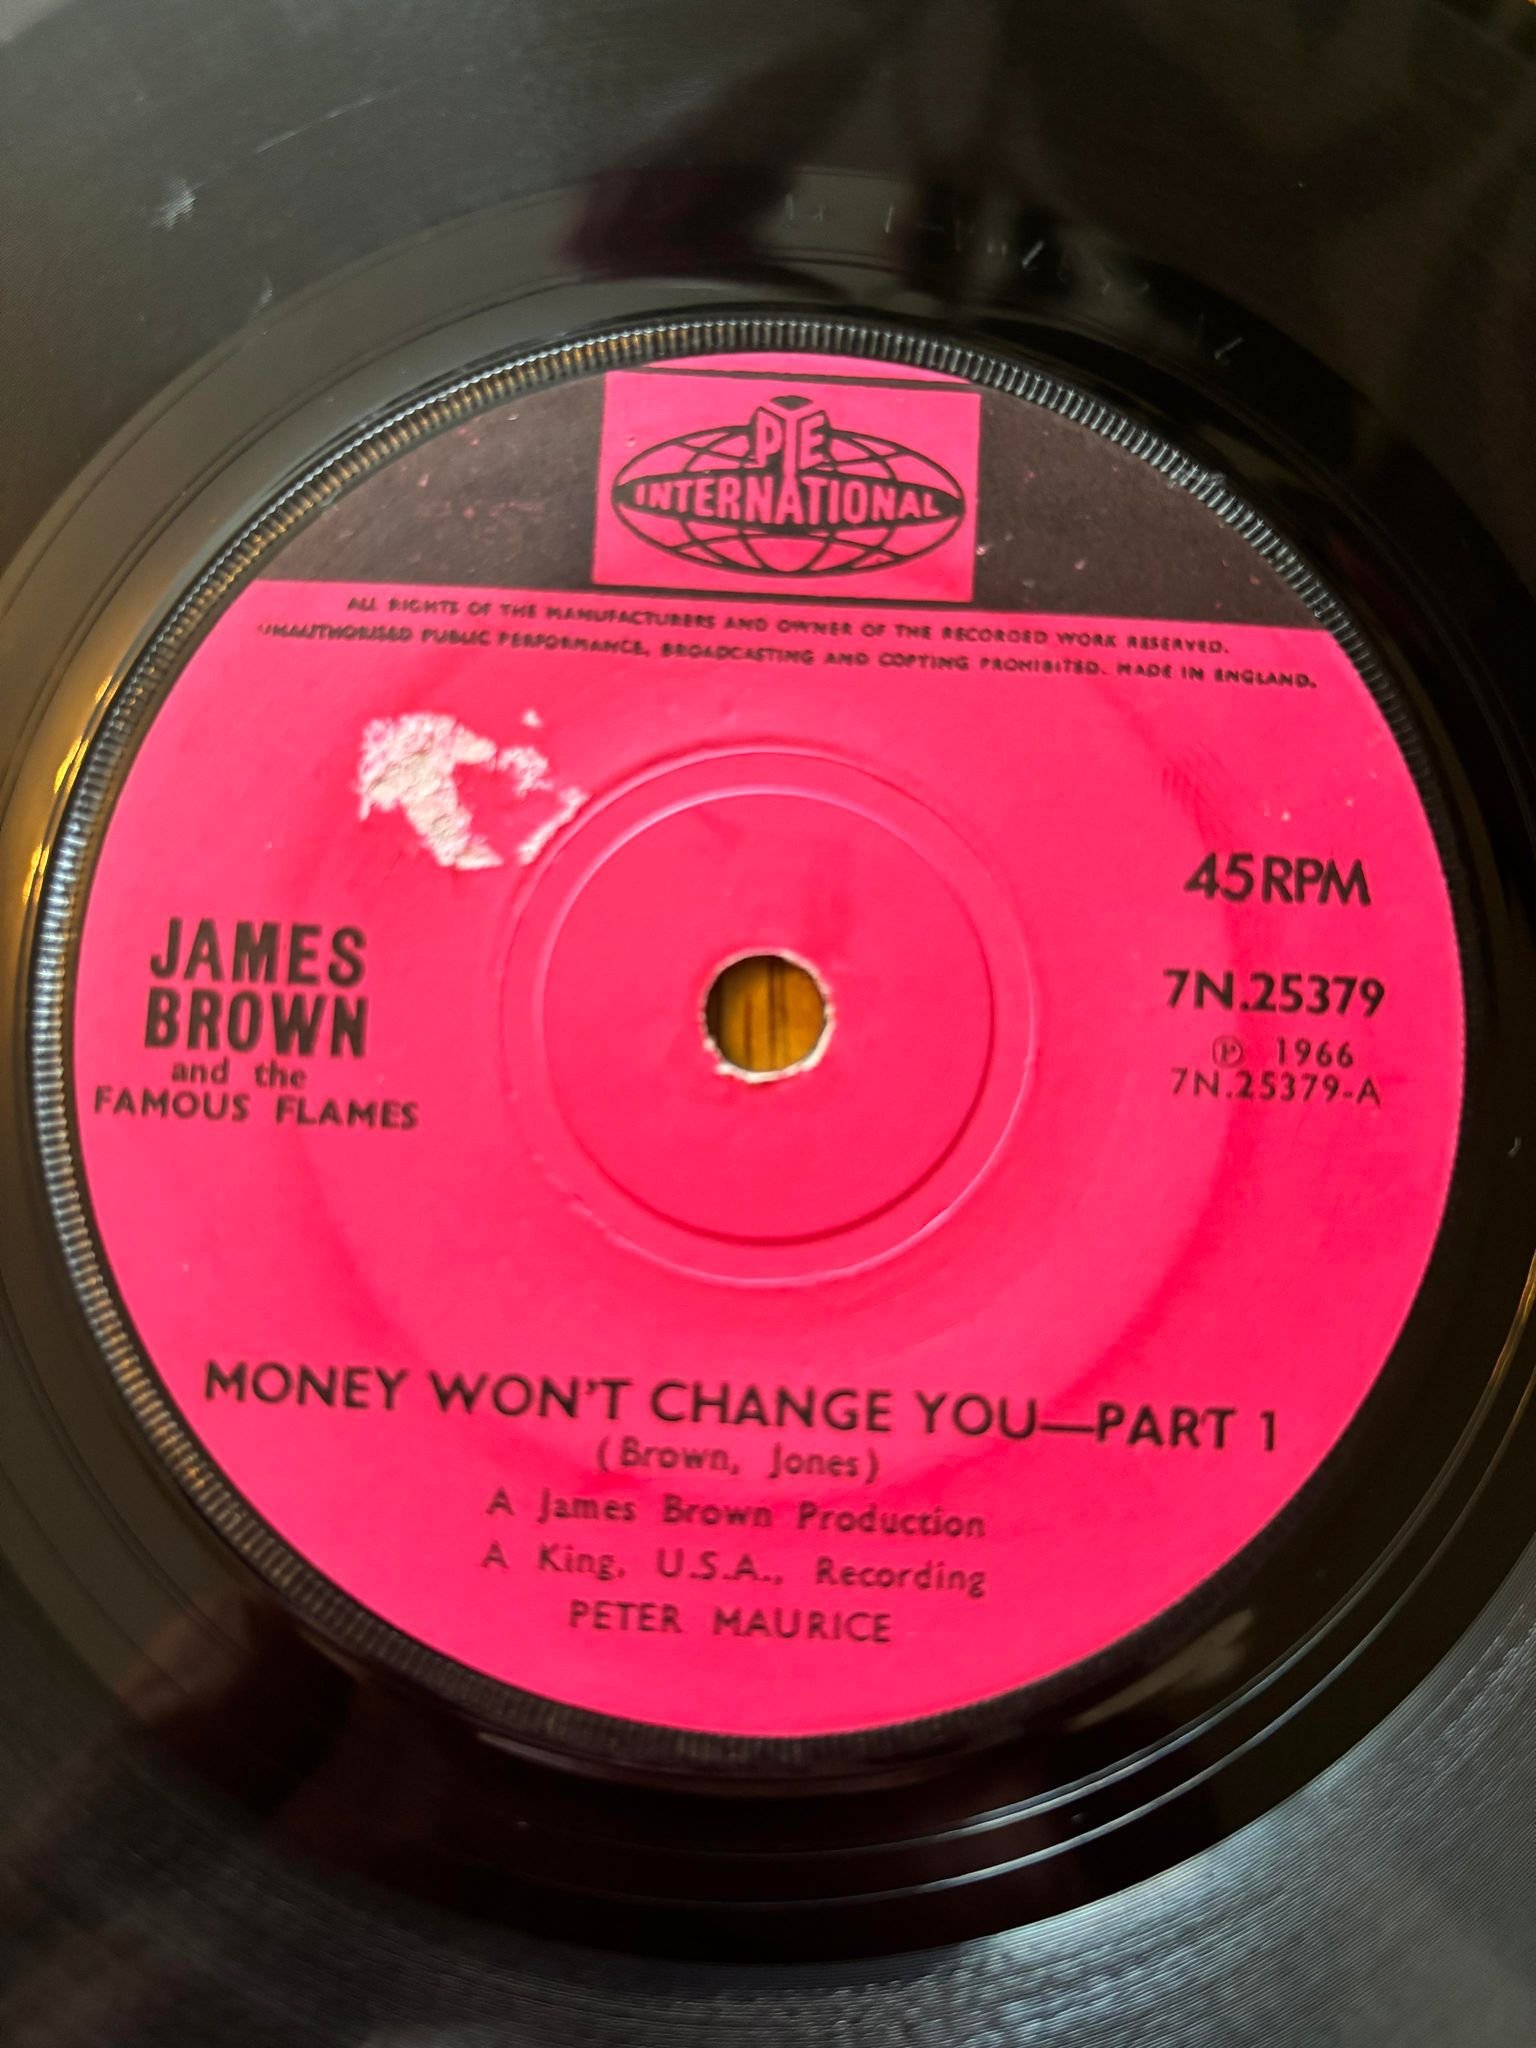 PYE
INTERNATIONAL
ALL RIGHTS OF THE MANUFACTURERS AND OWNER OF THE RECORDED WORK RESERVED.
UNAUTHORISED PUBLIC PERFORMANCE, BROADCASTING AND COPYING PROHIBITED. MADE IN ENGLAND.
45 RPM
JAMES
BROWN
and the
FAMOUS FLAMES
7N.25379
Ⓟ 1966
7N.25379-A
MONEY WON'T CHANGE YOU—PART 1
(Brown, Jones)
A James Brown Production
A King, U.S.A., Recording
PETER MAURICE